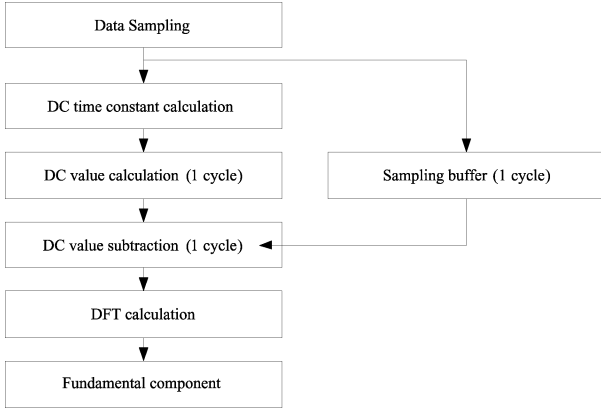 Data Sampling
DC time constant calculation
DC value calculation (1 cycle)
Sampling buffer (1 cycle)
DC value subtraction (1 cycle)
DFT calculation
Fundamental component